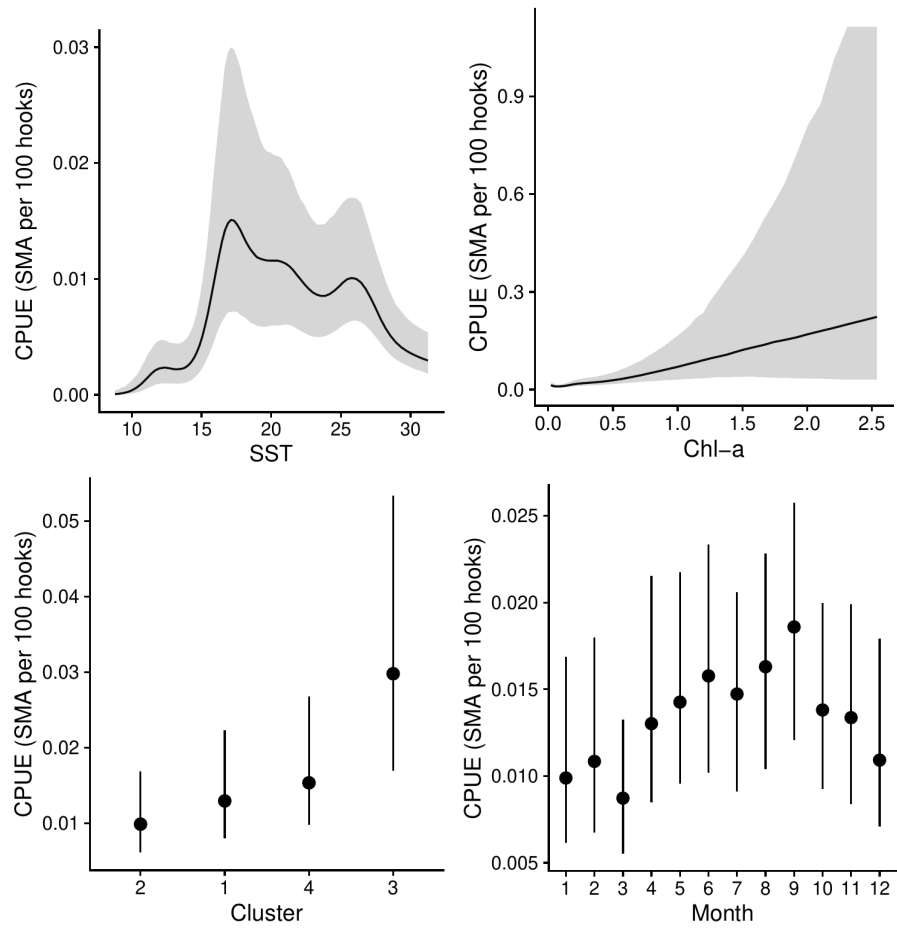 CPUE (SMA per 100 hooks)
0.03
0.02
0.01
0.00
10 15 20 25 30
SST
CPUE (SMA per 100 hooks)
0.9
0.6
0.3
0.0
0.0 0.5 1.0 1.5 2.0 2.5
Chl−a
CPUE (SMA per 100 hooks)
0.05
0.04
0.03
0.02
0.01
2 1 4 3
Cluster
CPUE (SMA per 100 hooks)
0.025
0.020
0.015
0.010
0.005
1 2 3 4 5 6 7 8 9 10 11 12
Month